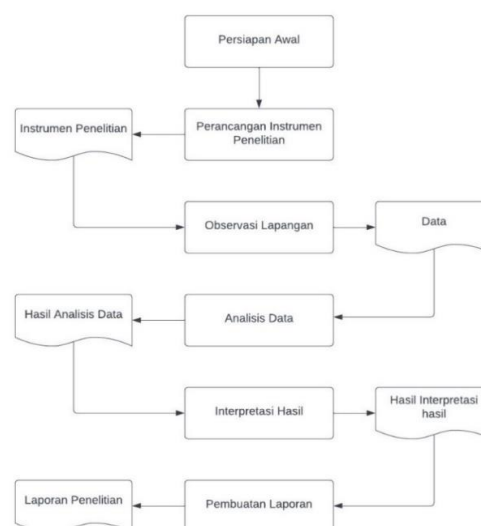 Persiapan Awal
Instrumen Penelitian
Perancangan Instrumen
Penelitian
Observasi Lapangan
Data
Hasil Analisis Data
Analisis Data
Interpretasi Hasil
Hasil Interpretasi
hasil
Laporan Penelitian
Pembuatan Laporan